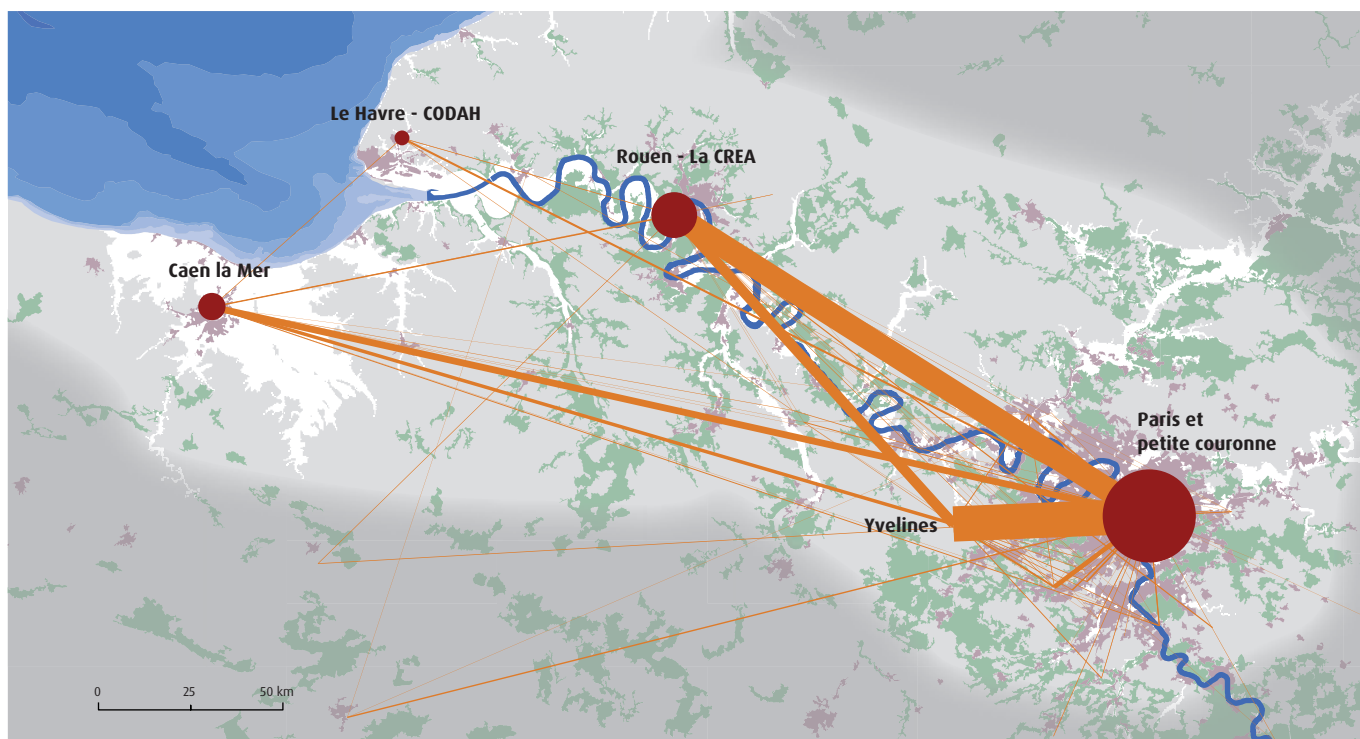 Le Havre - CODAH
Rouen - La CREA
Caen la Mer
Paris et
petite couronne
Yvelines
0 25 50 km